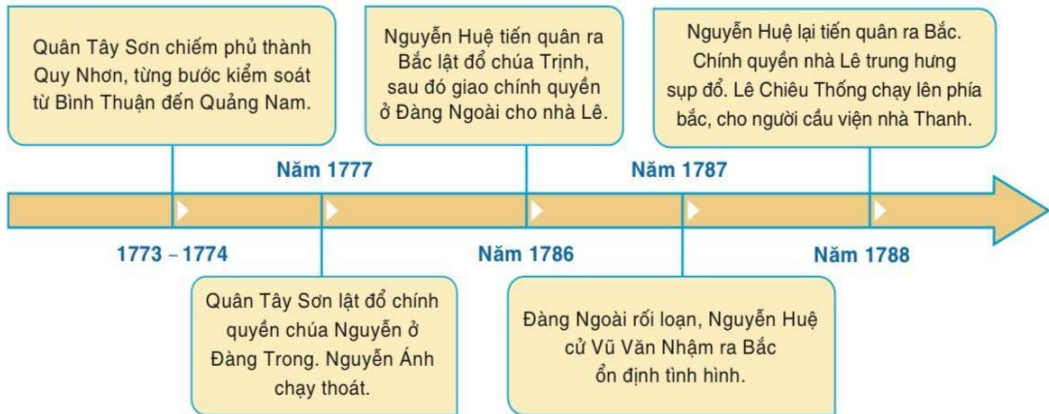 Quân Tây Sơn chiếm phủ thành
Quy Nhơn, từng bước kiểm soát
từ Bình Thuận đến Quảng Nam.
Nguyễn Huệ tiến quân ra
Bắc lật đổ chúa Trịnh,
sau đó giao chính quyền
ở Đàng Ngoài cho nhà Lê.
Nguyễn Huệ lại tiến quân ra Bắc.
Chính quyền nhà Lê trung hưng
sụp đổ. Lê Chiêu Thống chạy lên phía
bắc, cho người cầu viện nhà Thanh.
Năm 1777
Năm 1787
1773 – 1774
Năm 1786
Năm 1788
Quân Tây Sơn lật đổ chính
quyền chúa Nguyễn ở
Đàng Trong. Nguyễn Ánh
chạy thoát.
Đàng Ngoài rối loạn, Nguyễn Huệ
cử Vũ Văn Nhậm ra Bắc
ổn định tình hình.